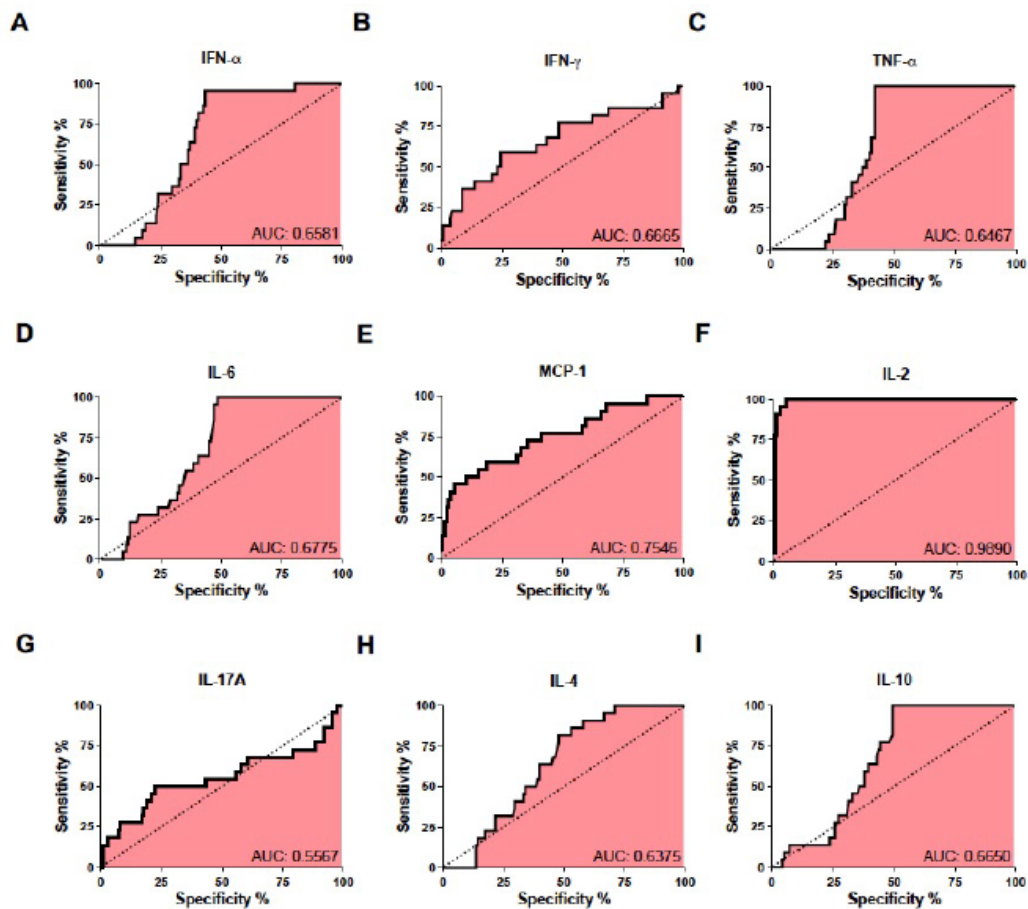 A
IFN-α
Sensitivity %
100
75
50
25
0
AUC: 0.6581
0 25 50 75 100
Specificity %
B
IFN-γ
Sensitivity %
100
75
50
25
0
AUC: 0.6665
0 25 50 75 100
Specificity %
C
TNF-α
Sensitivity %
100
75
50
25
0
AUC: 0.6467
0 25 50 75 100
Specificity %
D
IL-6
Sensitivity %
100
75
50
25
0
AUC: 0.6775
0 25 50 75 100
Specificity %
E
MCP-1
Sensitivity %
100
75
50
25
0
AUC: 0.7546
0 25 50 75 100
Specificity %
F
IL-2
Sensitivity %
100
75
50
25
0
AUC: 0.9890
0 25 50 75 100
Specificity %
G
IL-17A
Sensitivity %
100
75
50
25
0
AUC: 0.5567
0 25 50 75 100
Specificity %
H
IL-4
Sensitivity %
100
75
50
25
0
AUC: 0.6375
0 25 50 75 100
Specificity %
I
IL-10
Sensitivity %
100
75
50
25
0
AUC: 0.6650
0 25 50 75 100
Specificity %